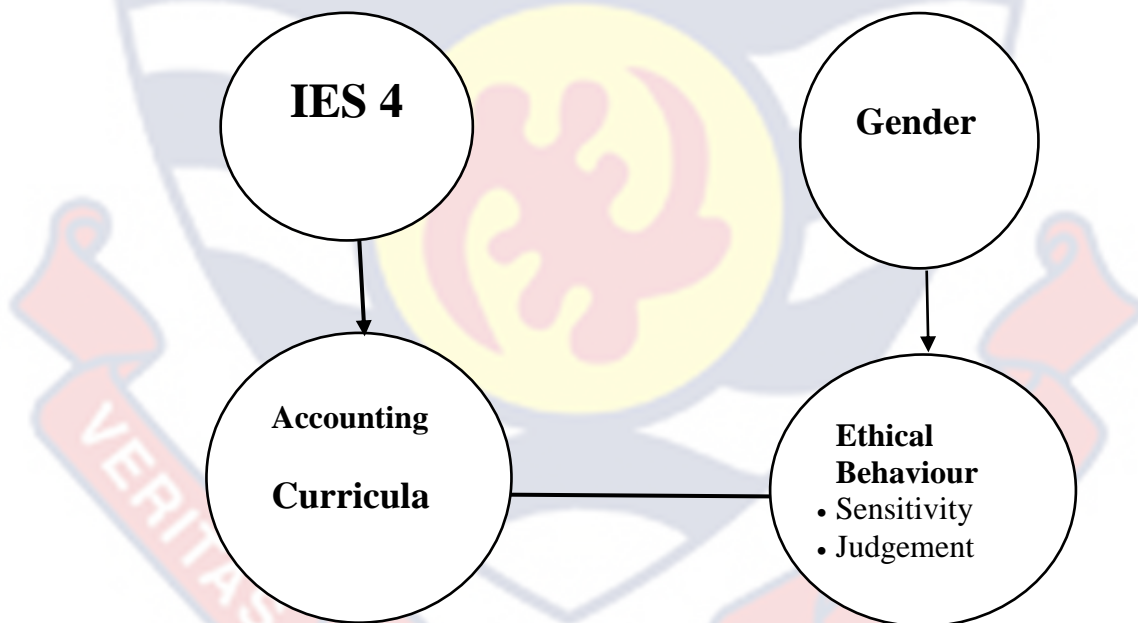 IES 4
Gender
Accounting
Curricula
Ethical
Behaviour
• Sensitivity
• Judgement
VERITAS